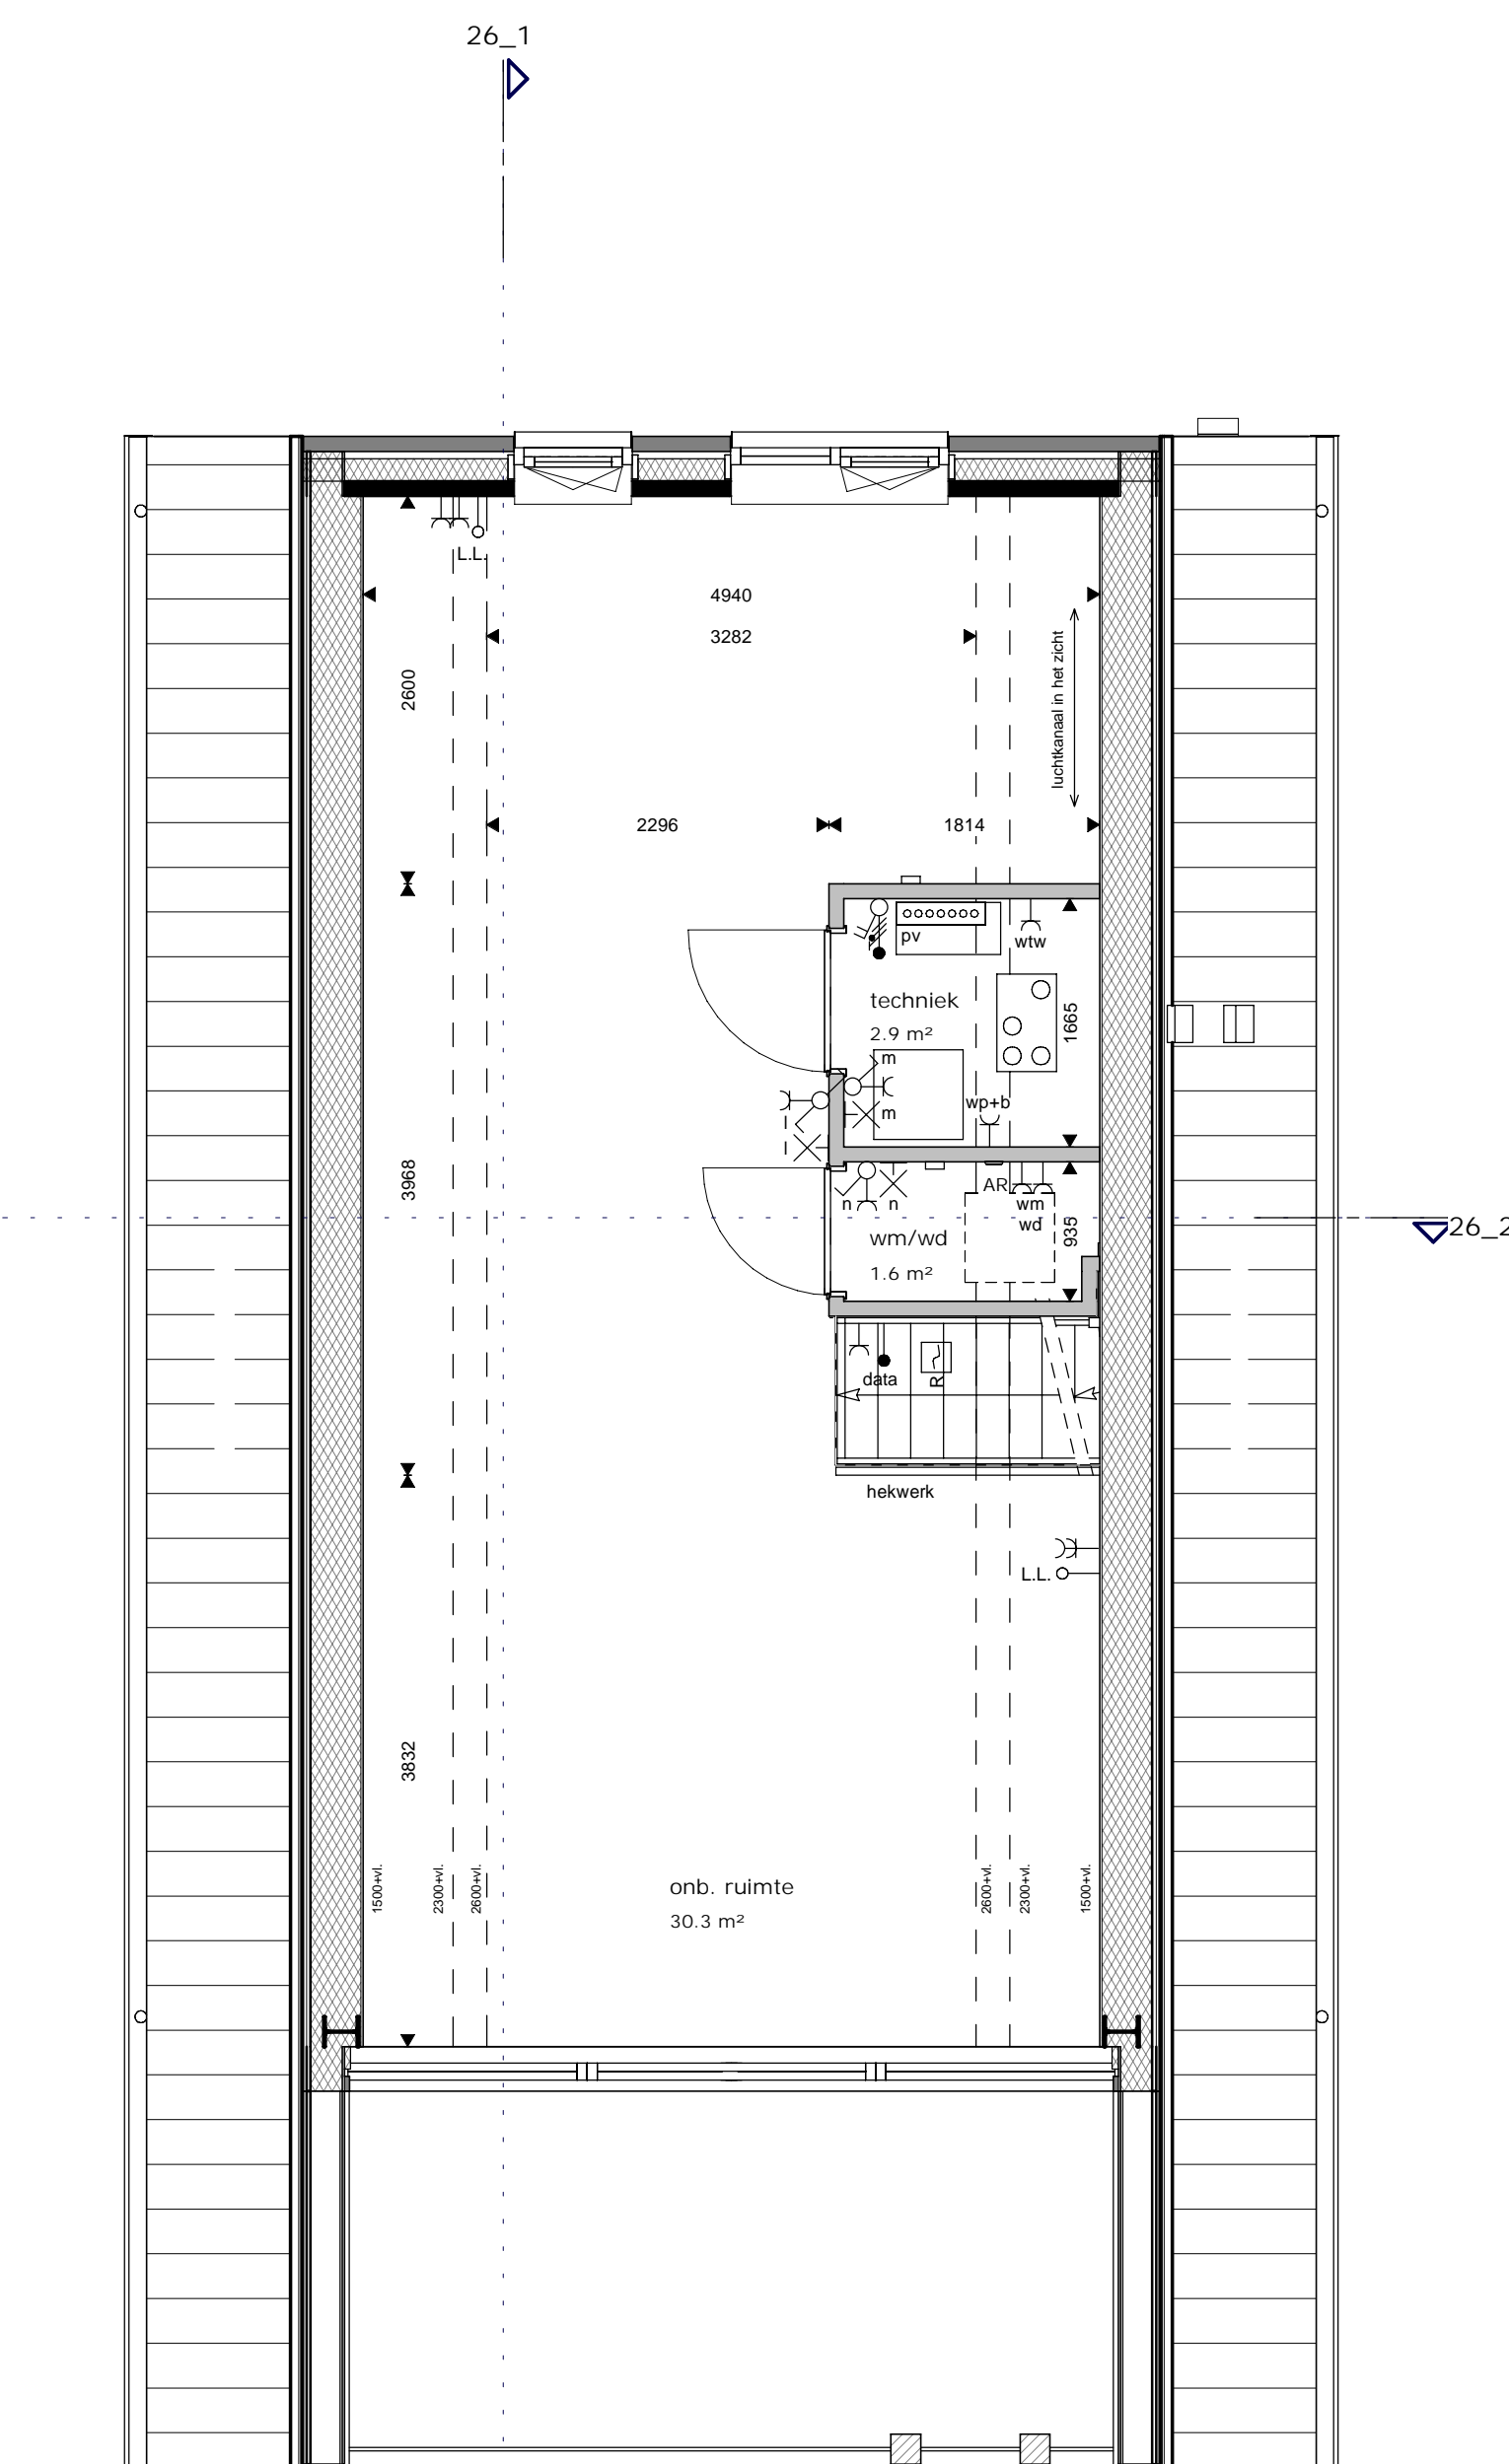 26_1
L.L.
4940
3282
2600
luchtkanaal in het zicht
2296
1814
pv
wtw
techniek
2.9 m²
1665
m
wp+b
m
3968
AR
n
n
wm
wd
26_2
wm/wd
935
1.6 m²
data
R
hekwerk
L.L.
3832
1500+vl.
2300+vl.
2600+vl.
2600+vl.
2300+vl.
1500+vl.
onb. ruimte
30.3 m²